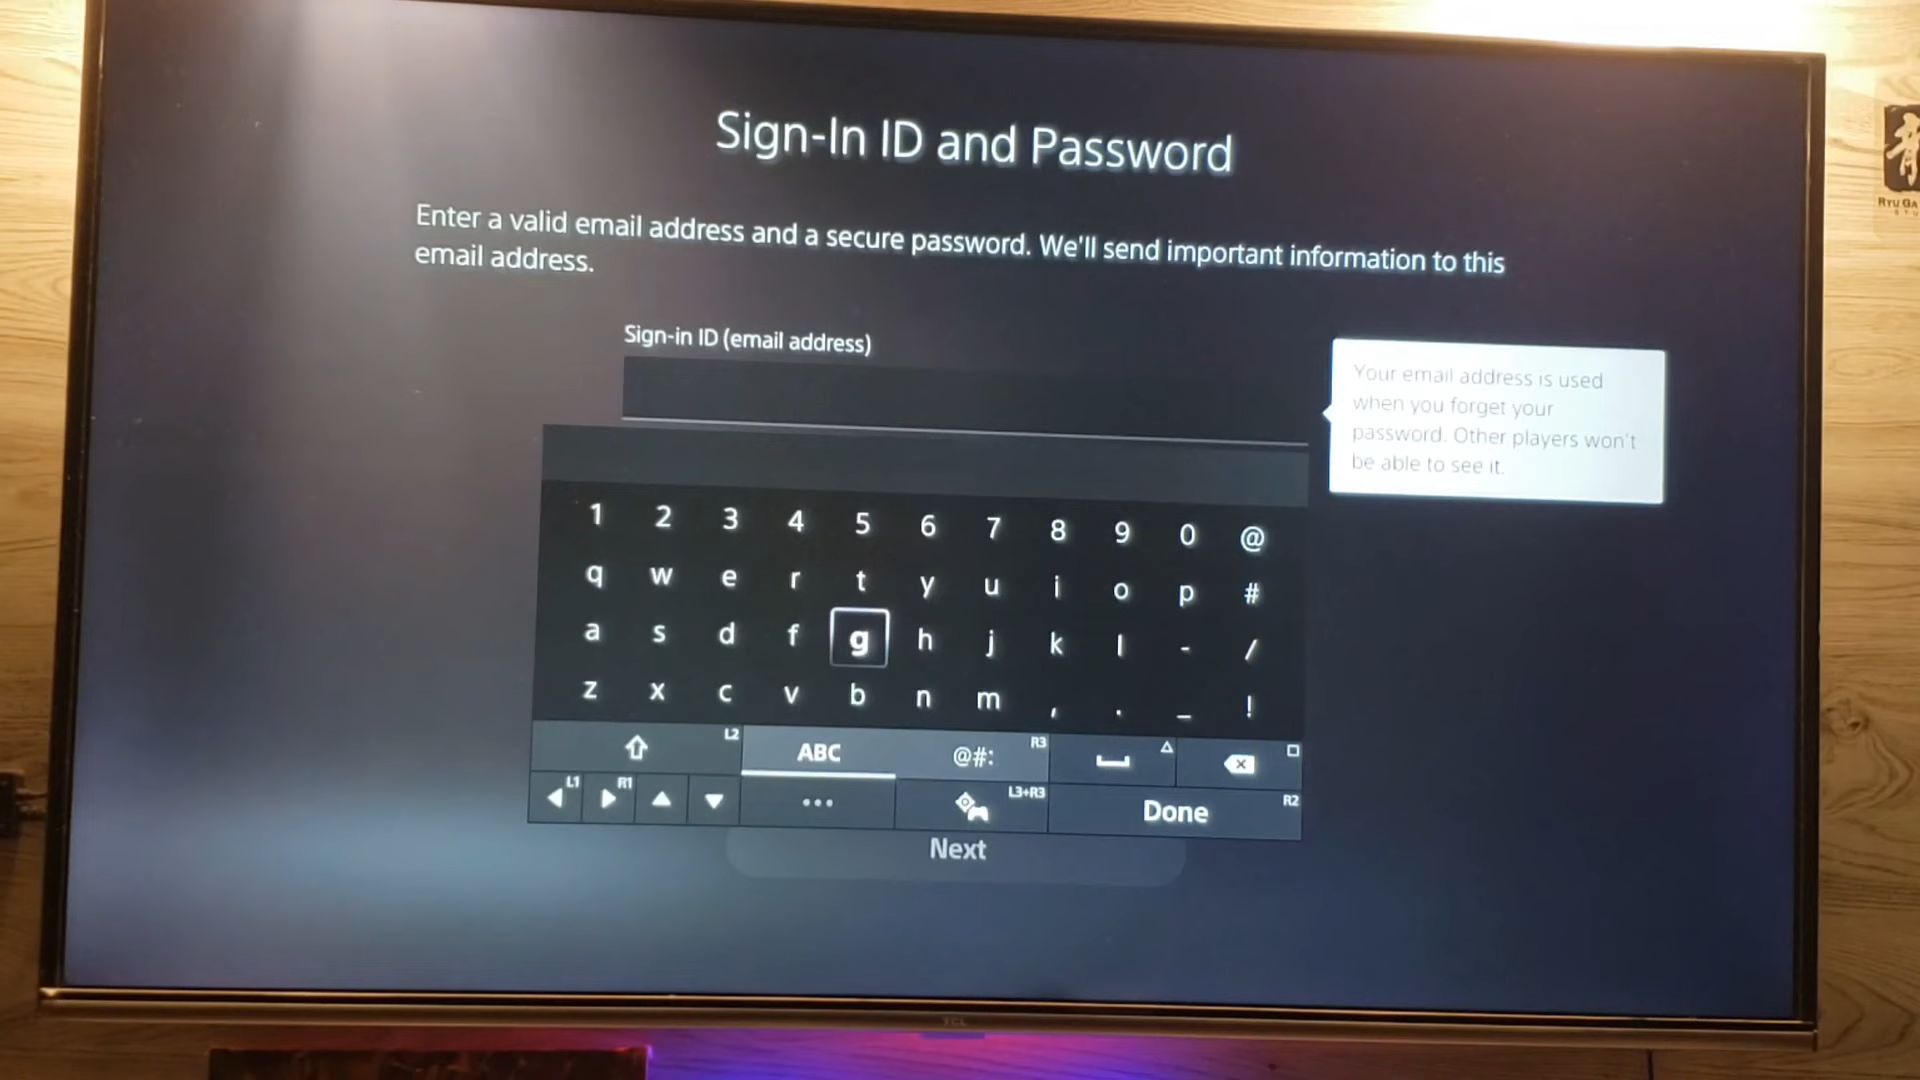 Sign-In ID and Password
Enter a valid email address and a secure password. We'll send important information to this
email address.
Sign-in ID (email address)
Your email address is used
when you forget your
password. Other players won't
be able to see it.
1 2 3 4 5 6 7 8 9 0 @
q w e r t y u i o p #
a s d f g h j k l - /
z x c v b n m , . _ !
L2 ABC @#: R3
L1 R1 ... L3+R3 Done R2
Next
RYU GA
TCL